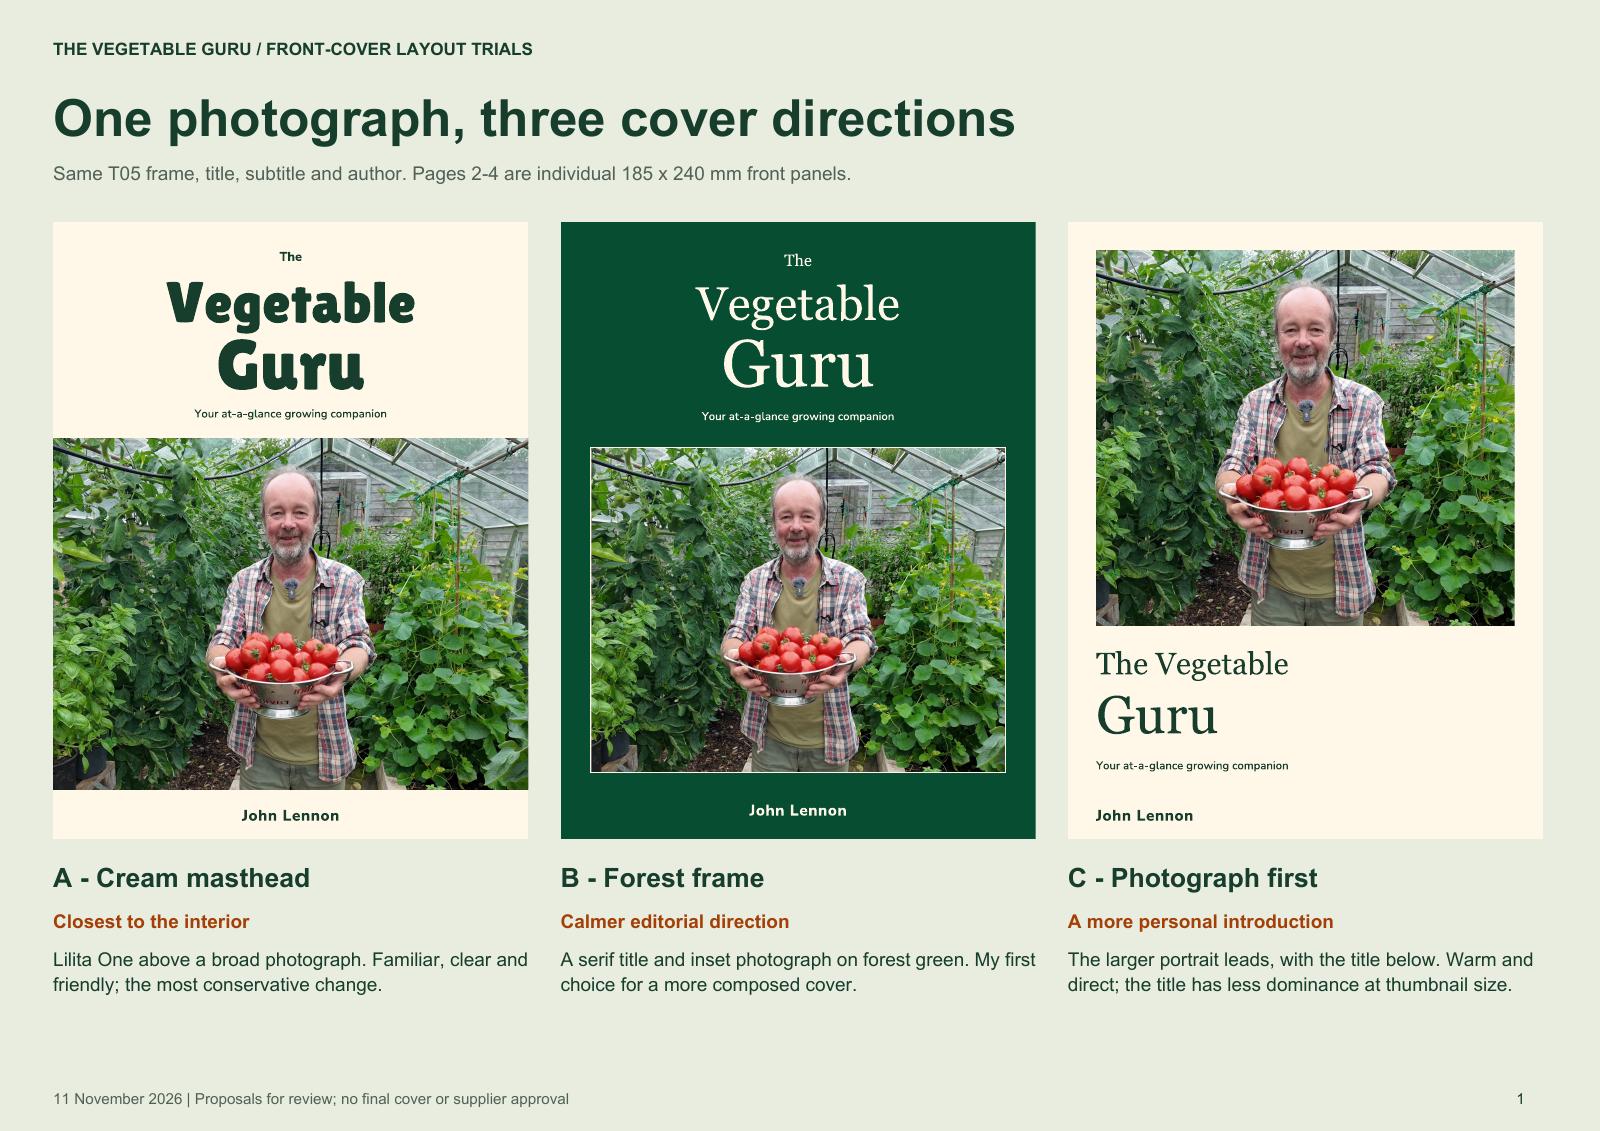 THE VEGETABLE GURU / FRONT-COVER LAYOUT TRIALS
One photograph, three cover directions
Same T05 frame, title, subtitle and author. Pages 2-4 are individual 185 x 240 mm front panels.
The
Vegetable
Guru
Your at-a-glance growing companion
John Lennon
The
Vegetable
Guru
Your at-a-glance growing companion
John Lennon
The Vegetable
Guru
Your at-a-glance growing companion
John Lennon
A - Cream masthead
Closest to the interior
Lilita One above a broad photograph. Familiar, clear and
friendly; the most conservative change.
B - Forest frame
Calmer editorial direction
A serif title and inset photograph on forest green. My first
choice for a more composed cover.
C - Photograph first
A more personal introduction
The larger portrait leads, with the title below. Warm and
direct; the title has less dominance at thumbnail size.
11 November 2026 | Proposals for review; no final cover or supplier approval
1